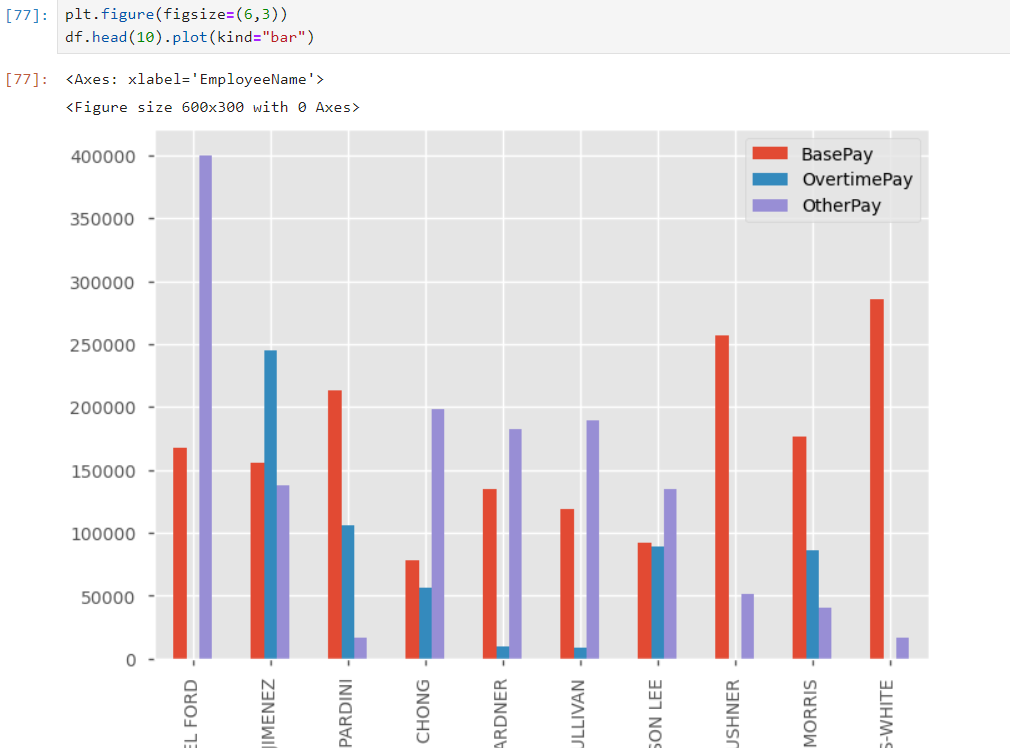 [77]: plt.figure(figsize=(6,3))
df.head(10).plot(kind="bar")
[77]: <Axes: xlabel='EmployeeName'>
<Figure size 600x300 with 0 Axes>
400000
350000
300000
250000
200000
150000
100000
50000
0
BasePay
OvertimePay
OtherPay
EL FORD
JIMENEZ
PARDINI
CHONG
ARDNER
ULLIVAN
SON LEE
USHNER
MORRIS
S-WHITE